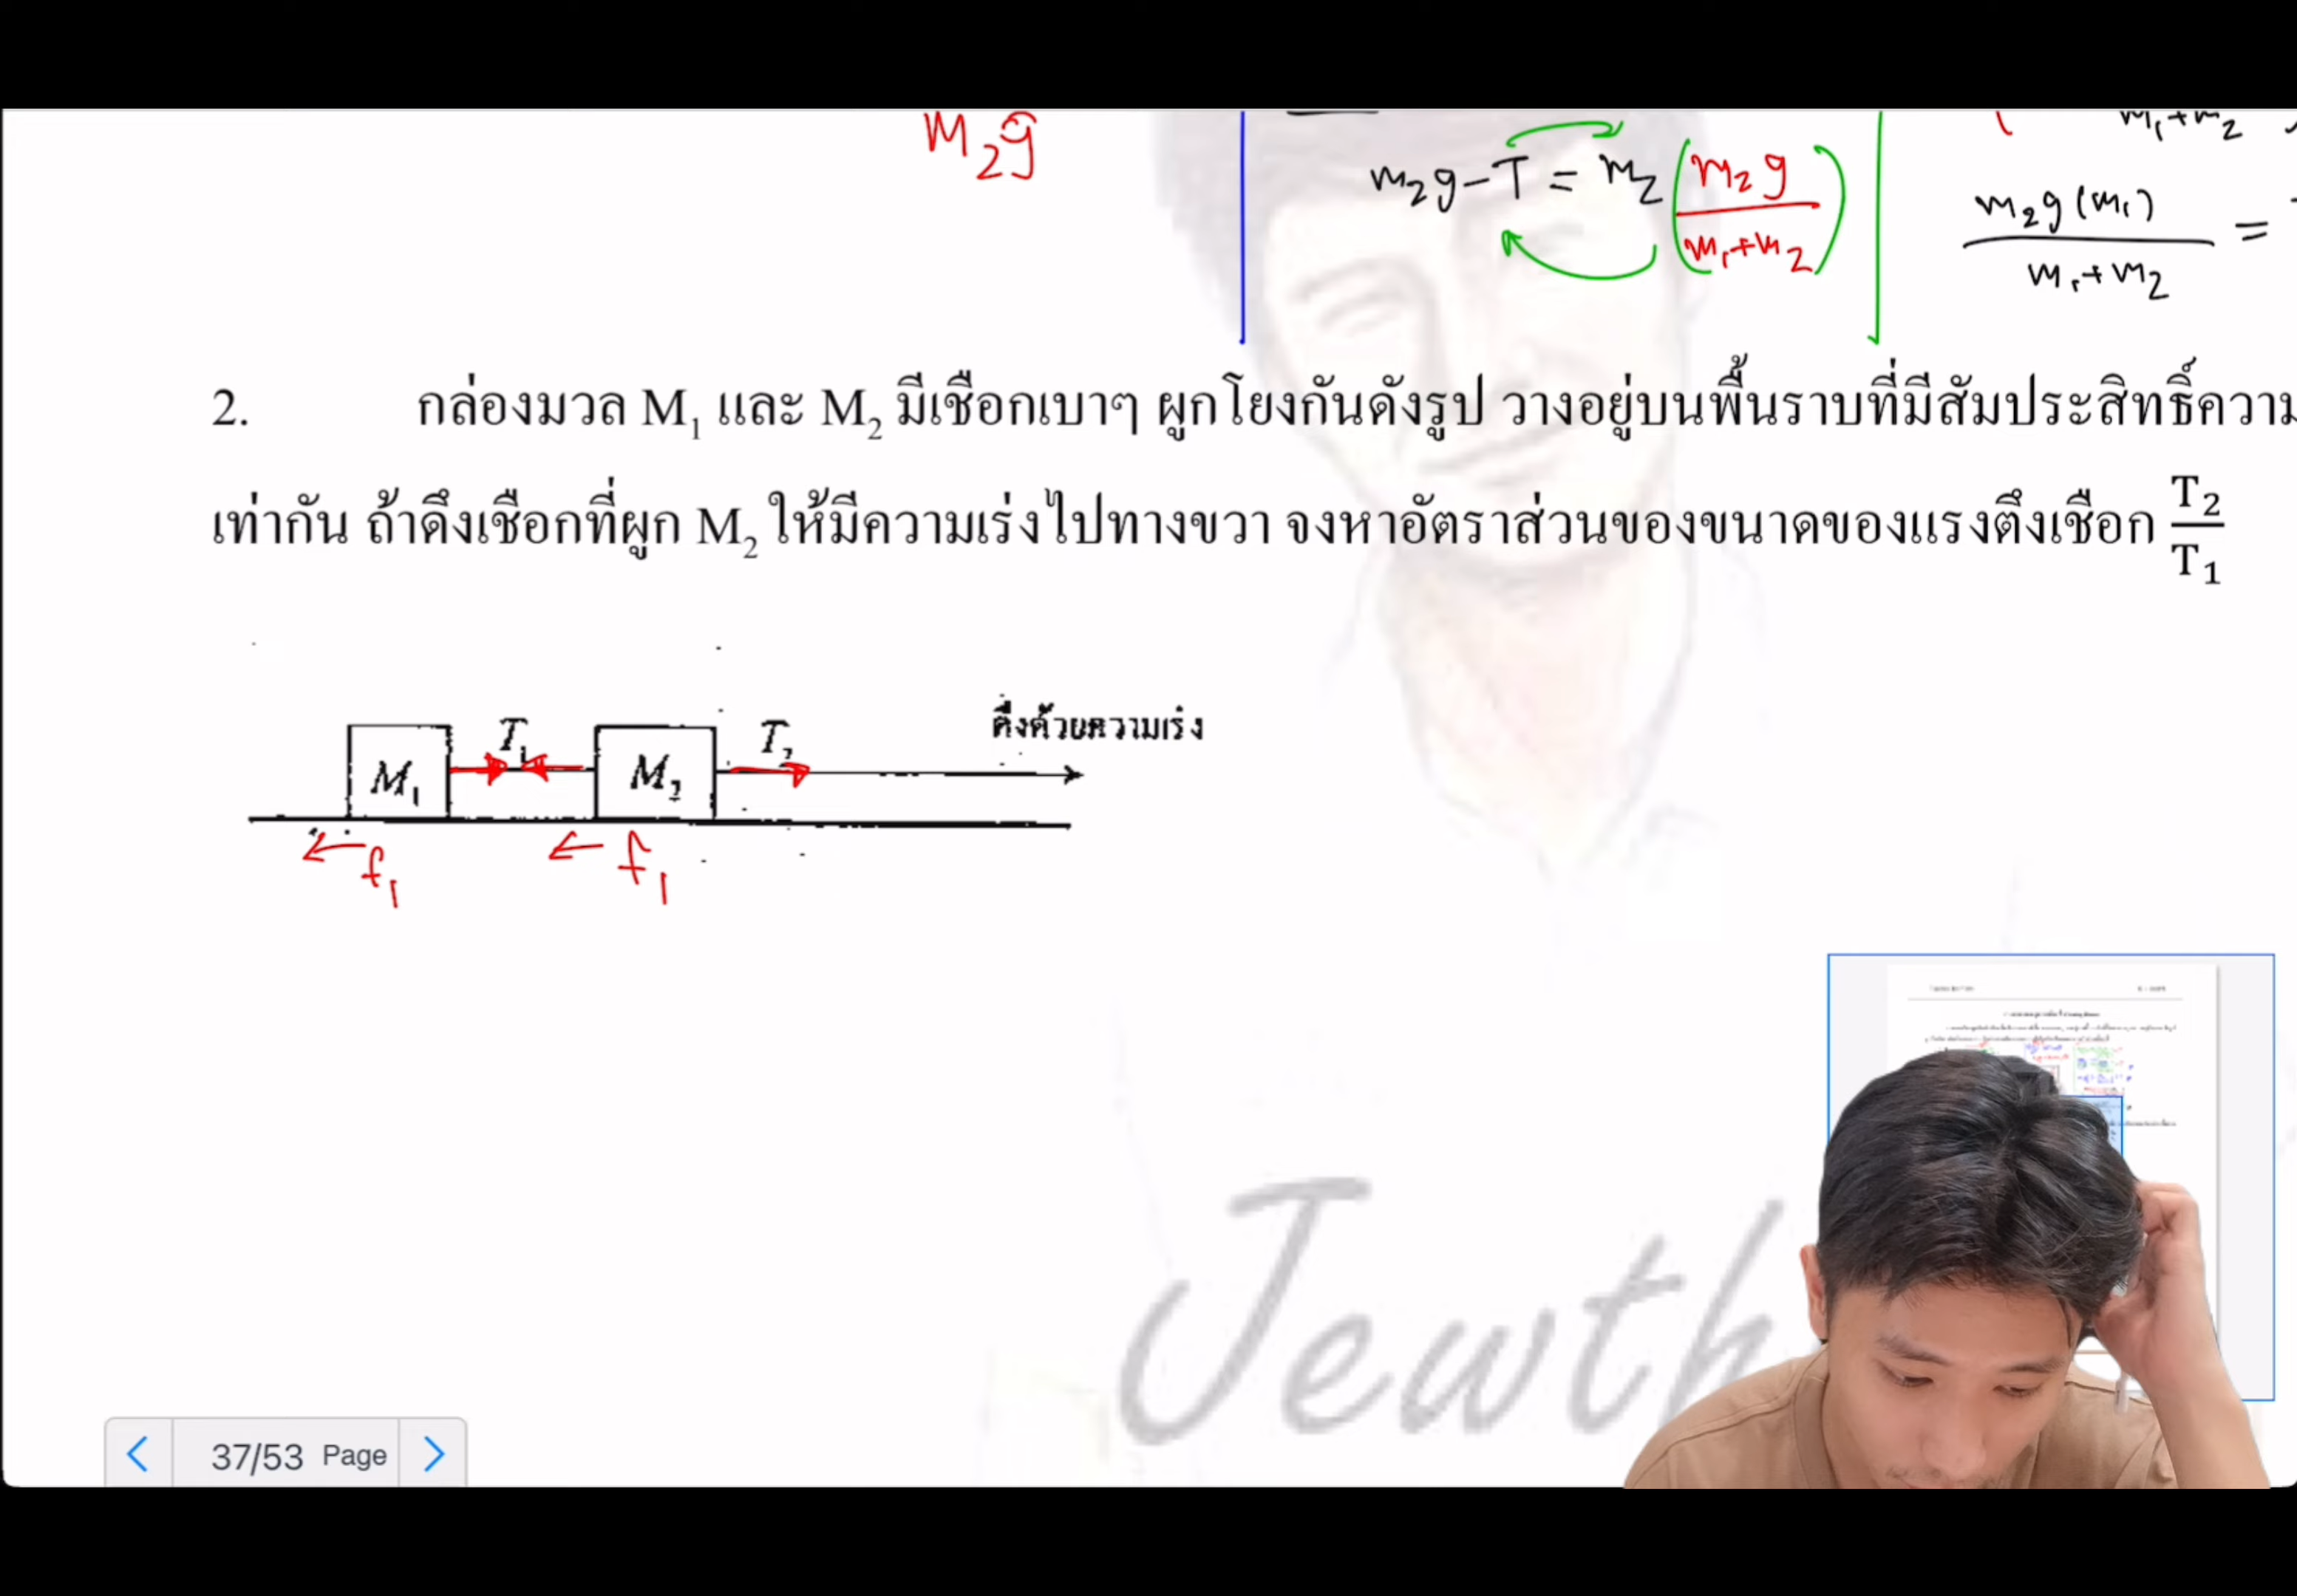 M₂g
m₂g - T = m₂ (m₂g / m₁+m₂)
m₁+m₂
m₂g (m₁) / m₁+m₂ =
2. กล่องมวล M₁ และ M₂ มีเชือกเบาๆ ผูกโยงกันดังรูป วางอยู่บนพื้นราบที่มีสัมประสิทธิ์ความ
เท่ากัน ถ้าดึงเชือกที่ผูก M₂ ให้มีความเร่งไปทางขวา จงหาอัตราส่วนของขนาดของแรงตึงเชือก T₂/T₁
ดึงด้วยความเร่ง
M₁ T₁ M₂ T₂
f₁ f₁
Jewth
37/53 Page